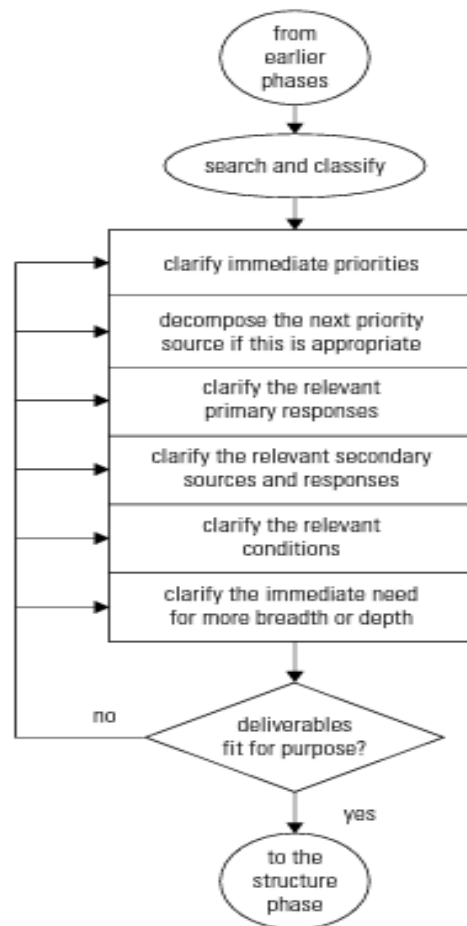 from
earlier
phases
search and classify
clarify immediate priorities
decompose the next priority
source if this is appropriate
clarify the relevant
primary responses
clarify the relevant secondary
sources and responses
clarify the relevant
conditions
clarify the immediate need
for more breadth or depth
no
deliverables
fit for purpose?
yes
to the
structure
phase